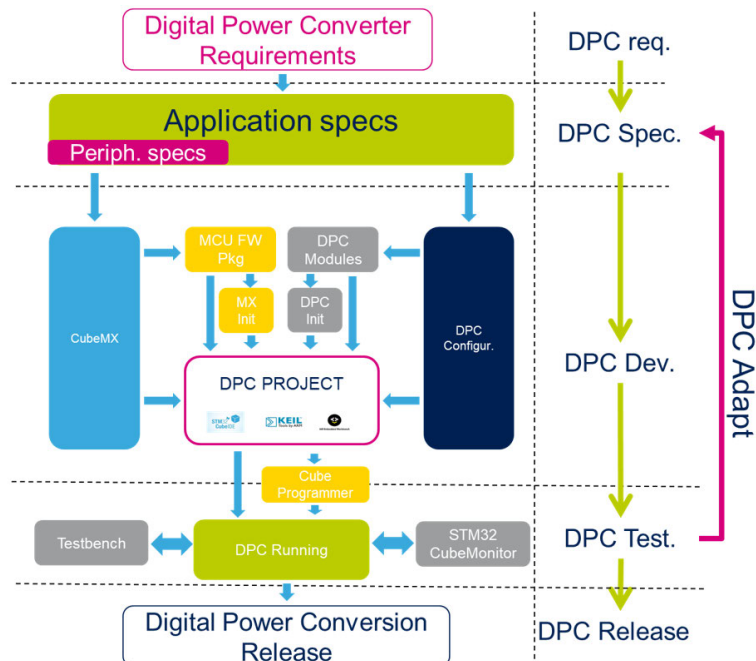 Digital Power Converter
Requirements
DPC req.
Application specs
Periph. specs
DPC Spec.
MCU FW
Pkg
DPC
Modules
MX
Init
DPC
Init
CubeMX
DPC
Configur.
DPC PROJECT
STM32
CubeIDE
KEIL
DPC Dev.
DPC Adapt
Cube
Programmer
Testbench
DPC Running
STM32
CubeMonitor
DPC Test.
Digital Power Conversion
Release
DPC Release